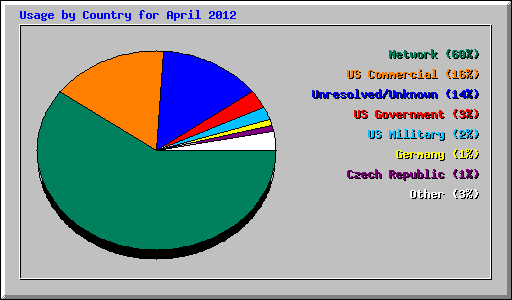 Usage by Country for April 2012
Network (60%)
US Commercial (16%)
Unresolved/Unknown (14%)
US Government (3%)
US Military (2%)
Germany (1%)
Czech Republic (1%)
Other (3%)